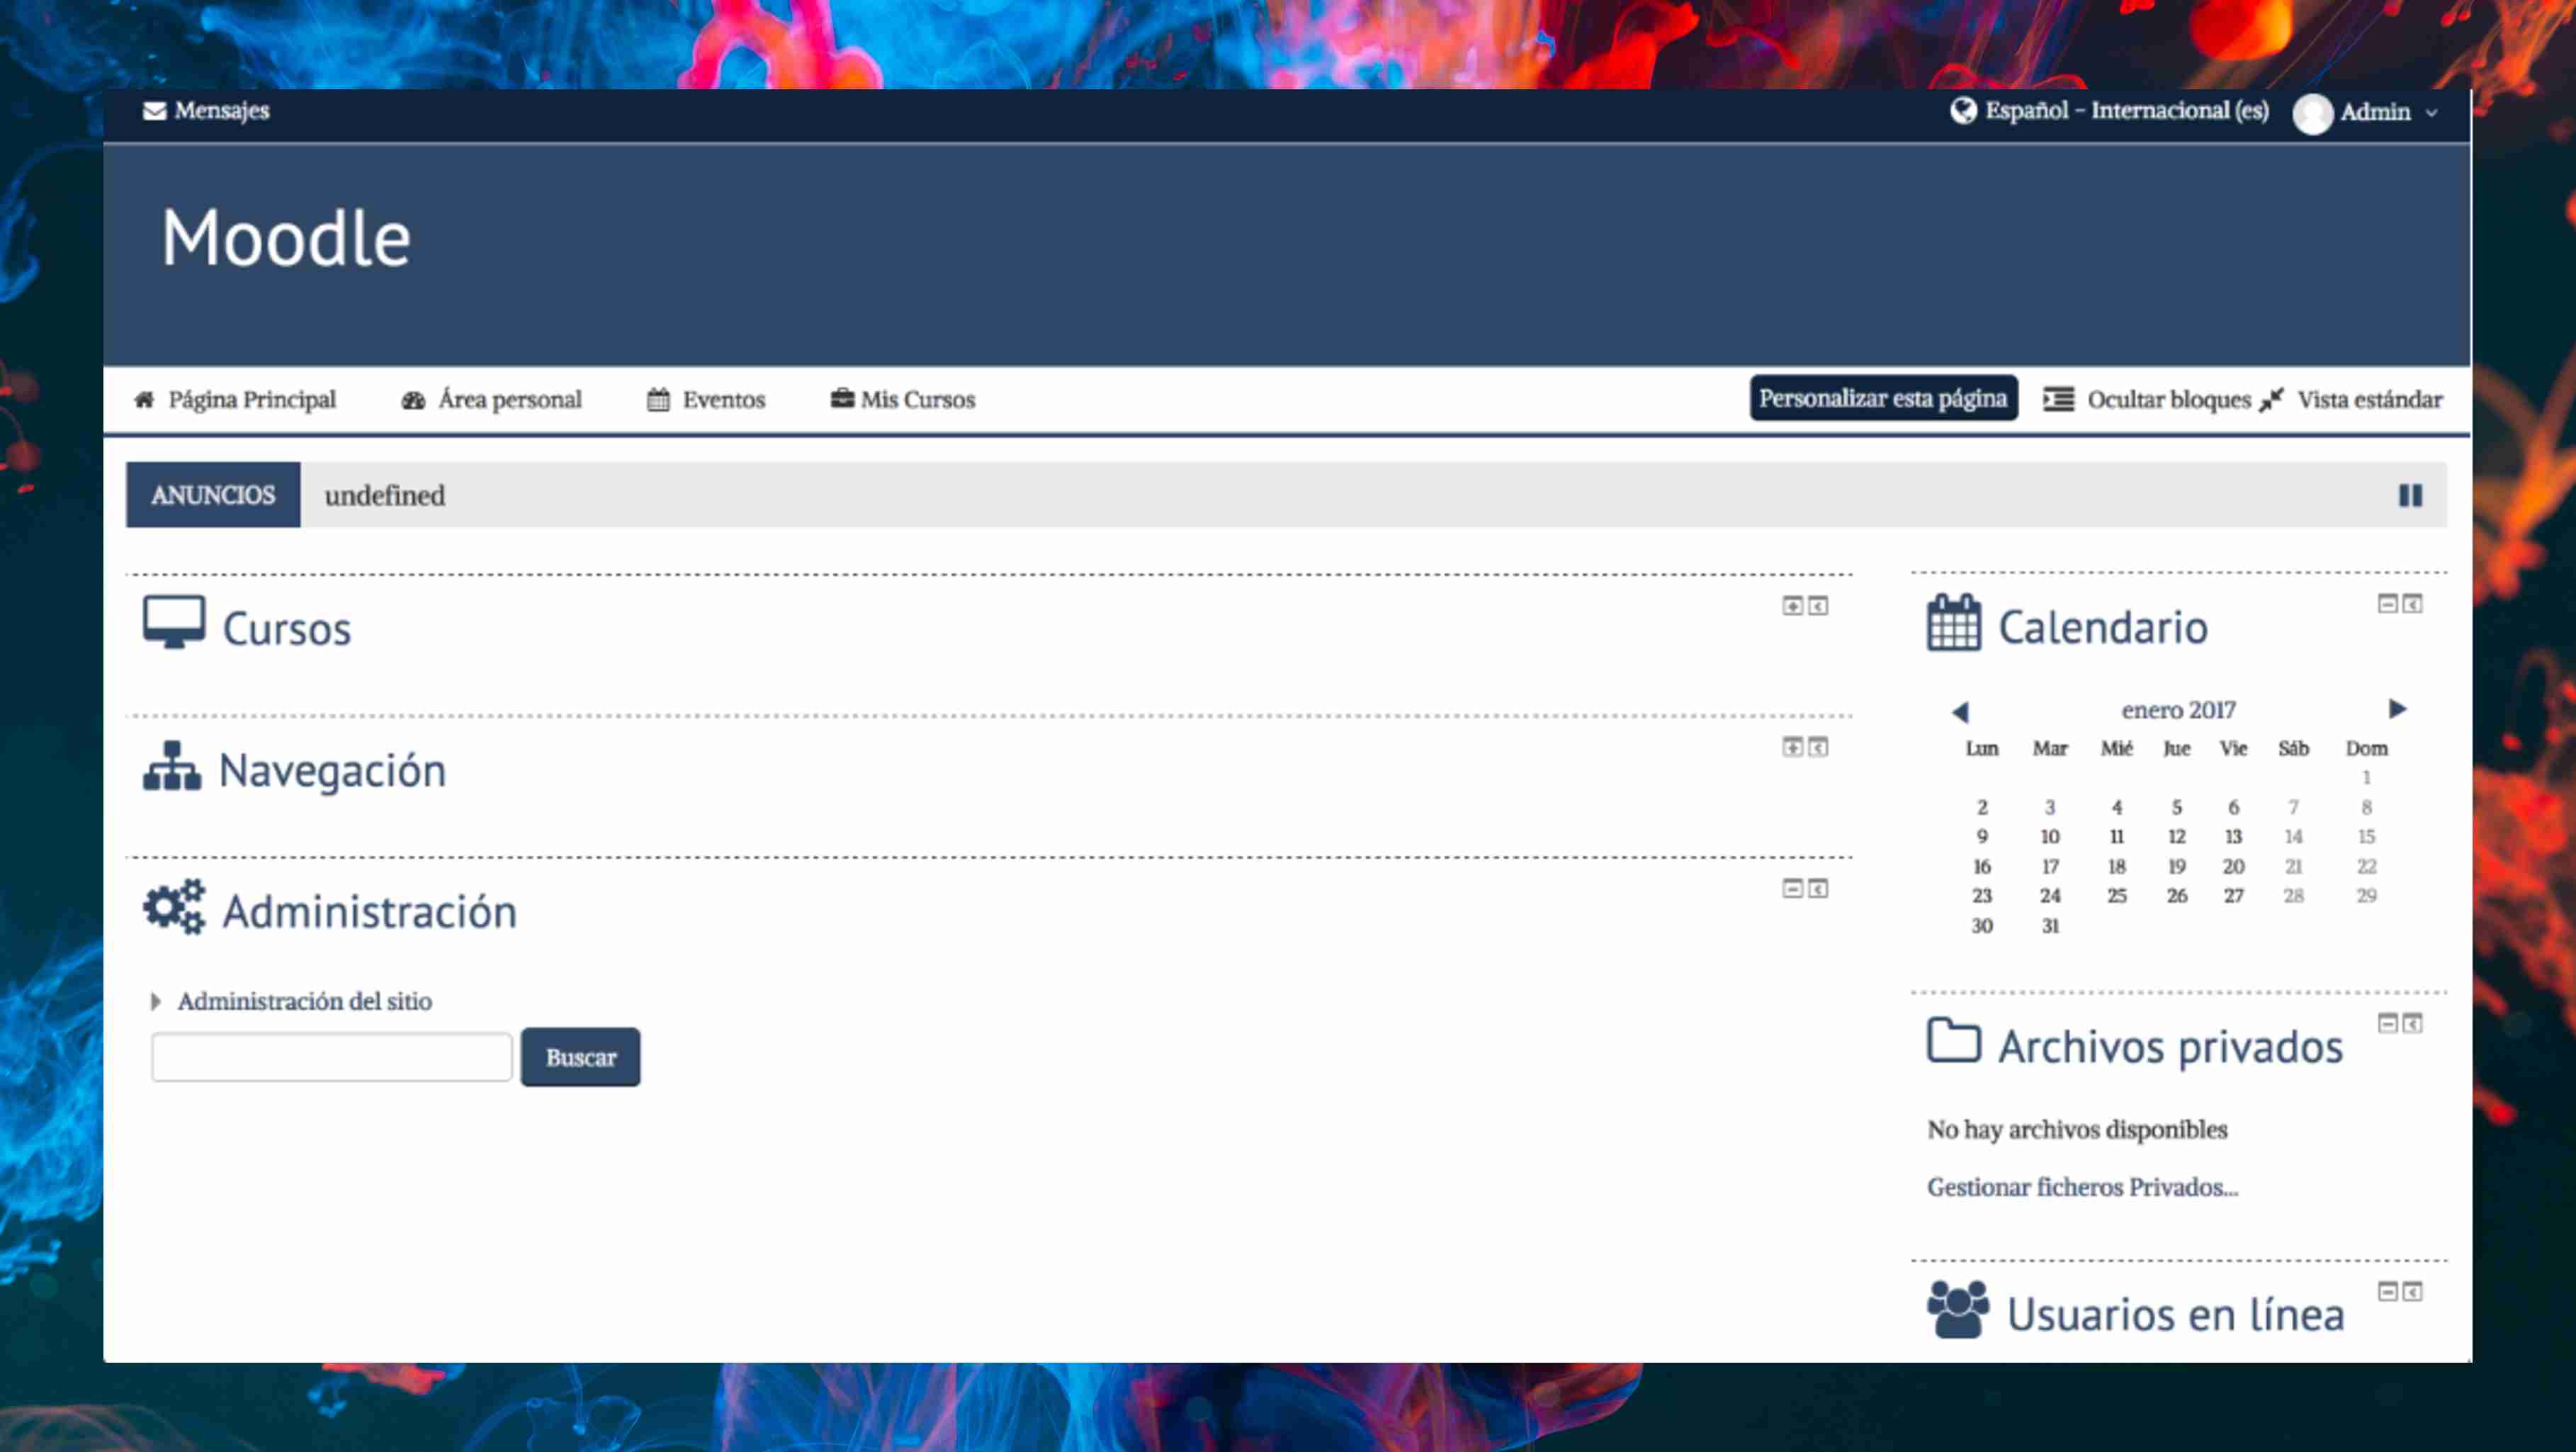 Mensajes
Español - Internacional (es) Admin
Moodle
Página Principal Área personal Eventos Mis Cursos
Personalizar esta página Ocultar bloques Vista estándar
ANUNCIOS undefined
Cursos
Navegación
Administración
Administración del sitio
Buscar
Calendario
enero 2017
Lun Mar Mié Jue Vie Sáb Dom
1
2 3 4 5 6 7 8
9 10 11 12 13 14 15
16 17 18 19 20 21 22
23 24 25 26 27 28 29
30 31
Archivos privados
No hay archivos disponibles
Gestionar ficheros Privados...
Usuarios en línea